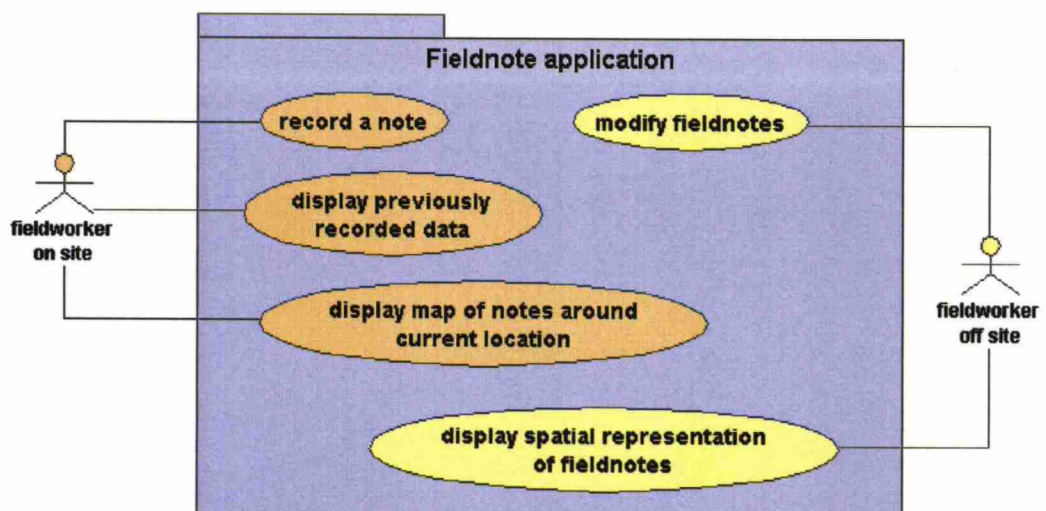 Fieldnote application
record a note
modify fieldnotes
display previously
recorded data
fieldworker
on site
display map of notes around
current location
fieldworker
off site
display spatial representation
of fieldnotes